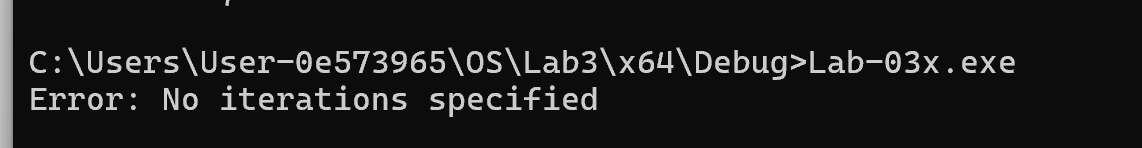 C:\Users\User-0e573965\OS\Lab3\x64\Debug>Lab-03x.exe
Error: No iterations specified